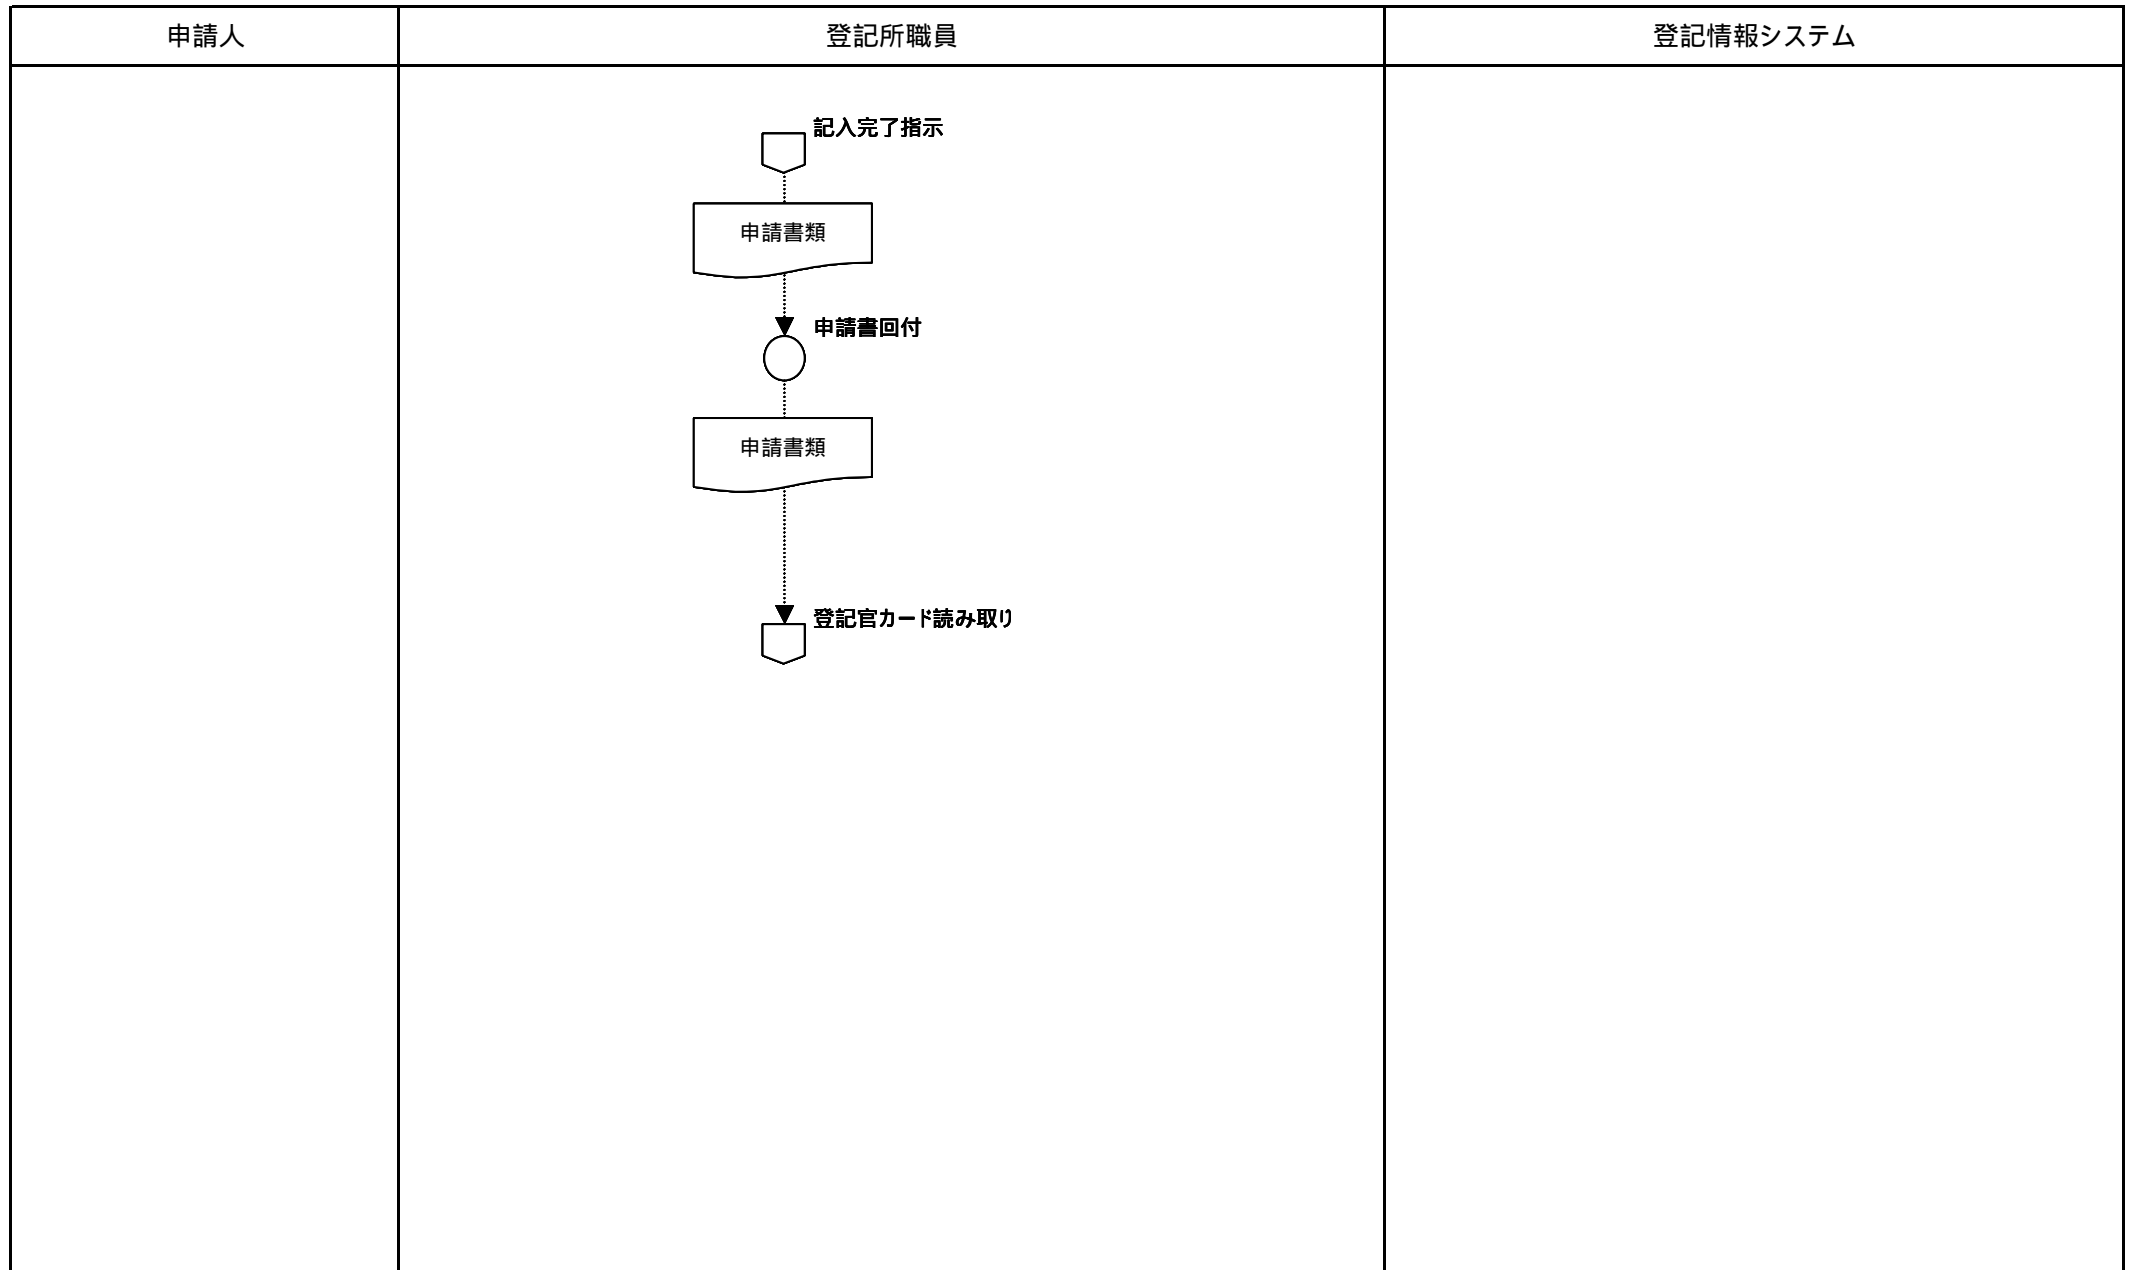 申請人
登記所職員
登記情報システム
記入完了指示
申請書類
申請書回付
申請書類
登記官カード読み取り